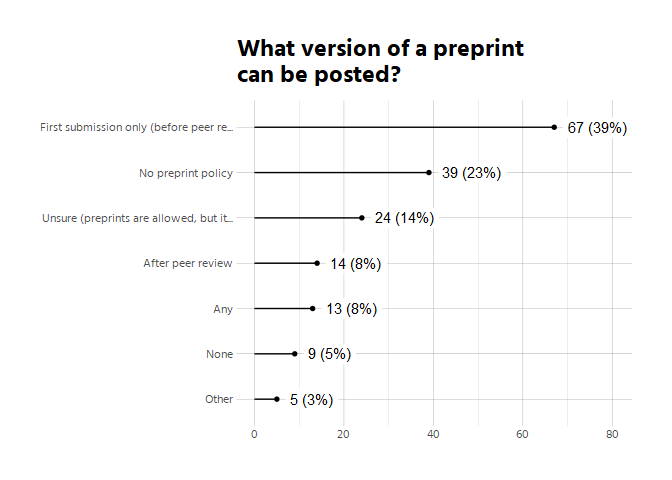 What version of a preprint
can be posted?
First submission only (before peer re...
67 (39%)
No preprint policy
39 (23%)
Unsure (preprints are allowed, but it...
24 (14%)
After peer review
14 (8%)
Any
13 (8%)
None
9 (5%)
Other
5 (3%)
0 20 40 60 80